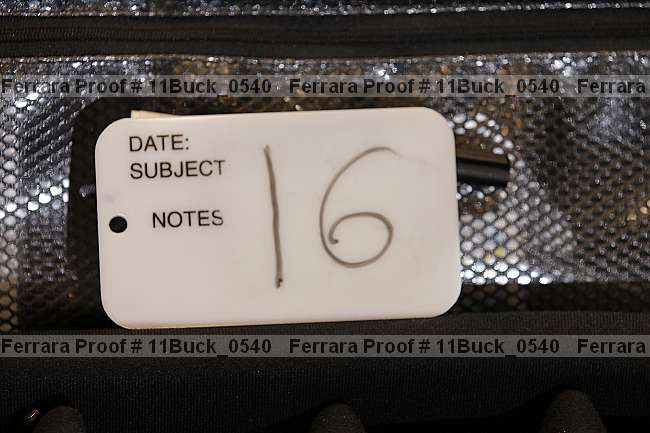 Ferrara Proof # 11Buck_0540 Ferrara Proof # 11Buck_0540 Ferrara
DATE:
SUBJECT
NOTES
16
Ferrara Proof # 11Buck_0540 Ferrara Proof # 11Buck_0540 Ferrara